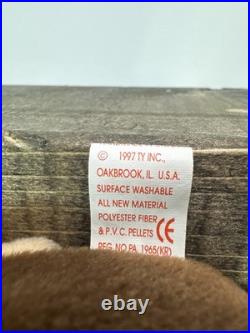 © 1997 TY INC.,
OAKBROOK, IL. U.S.A.
SURFACE WASHABLE
ALL NEW MATERIAL
POLYESTER FIBER
& P.V.C. PELLETS CE
REG. NO PA. 1965(KR)